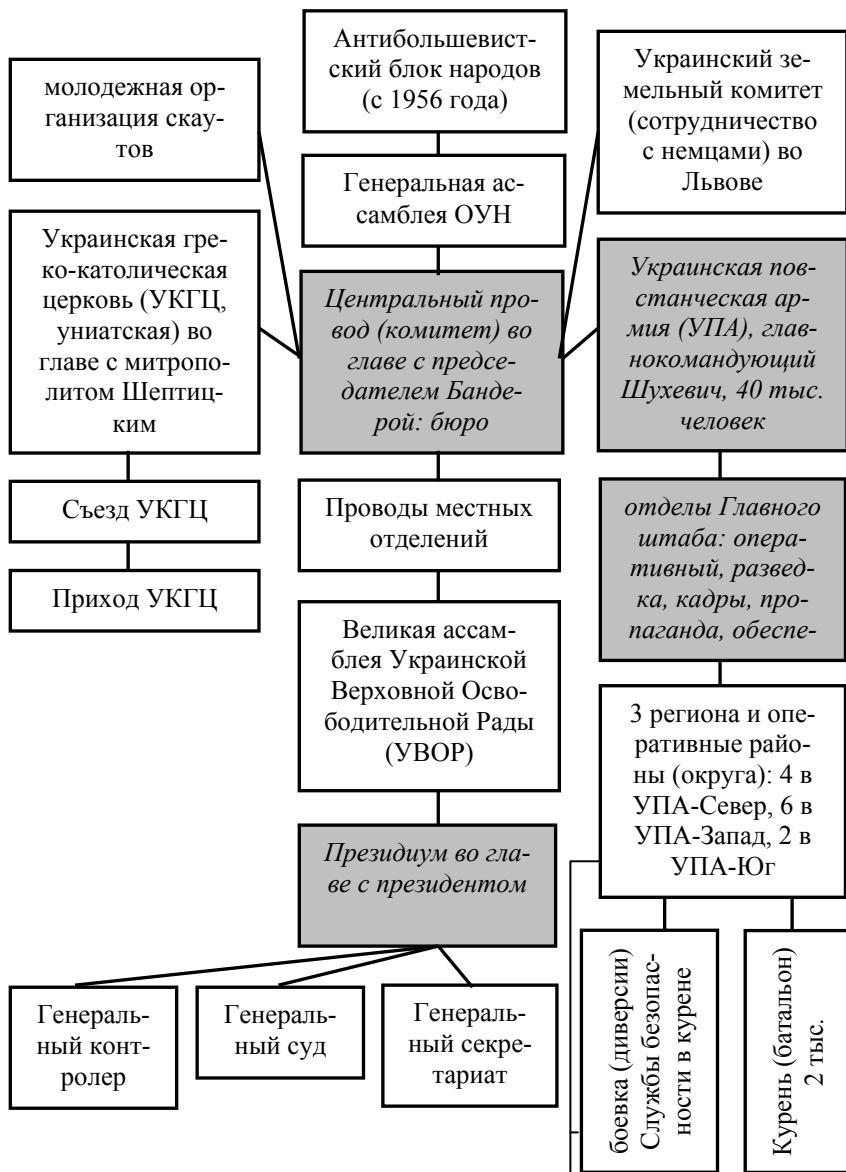 молодежная ор-
ганизация скау-
тов
Антибольшевист-
ский блок народов
(с 1956 года)
Украинский зе-
мельный комитет
(сотрудничество
с немцами) во
Львове
Генеральная ас-
самблея ОУН
Украинская гре-
ко-католическая
церковь (УКГЦ,
униатская) во
главе с митропо-
литом Шептиц-
ким
Центральный про-
вод (комитет) во
главе с предсе-
дателем Банде-
рой: бюро
Украинская пов-
станческая ар-
мия (УПА), глав-
нокомандующий
Шухевич, 40 тыс.
человек
Съезд УКГЦ
Проводы местных
отделений
отделы Главного
штаба: опера-
тивный, развед-
ка, кадры, про-
паганда, обеспе-
Приход УКГЦ
Великая ассам-
блея Украинской
Верховной Осво-
бодительной Рады
(УВОР)
3 региона и опе-
ративные райо-
ны (округа): 4 в
УПА-Север, 6 в
УПА-Запад, 2 в
УПА-Юг
Президиум во гла-
ве с президентом
Генераль-
ный конт-
ролер
Генераль-
ный суд
Генераль-
ный секре-
тариат
боевка (диверсии)
Службы безопас-
ности в курене
Курень (батальон)
2 тыс.